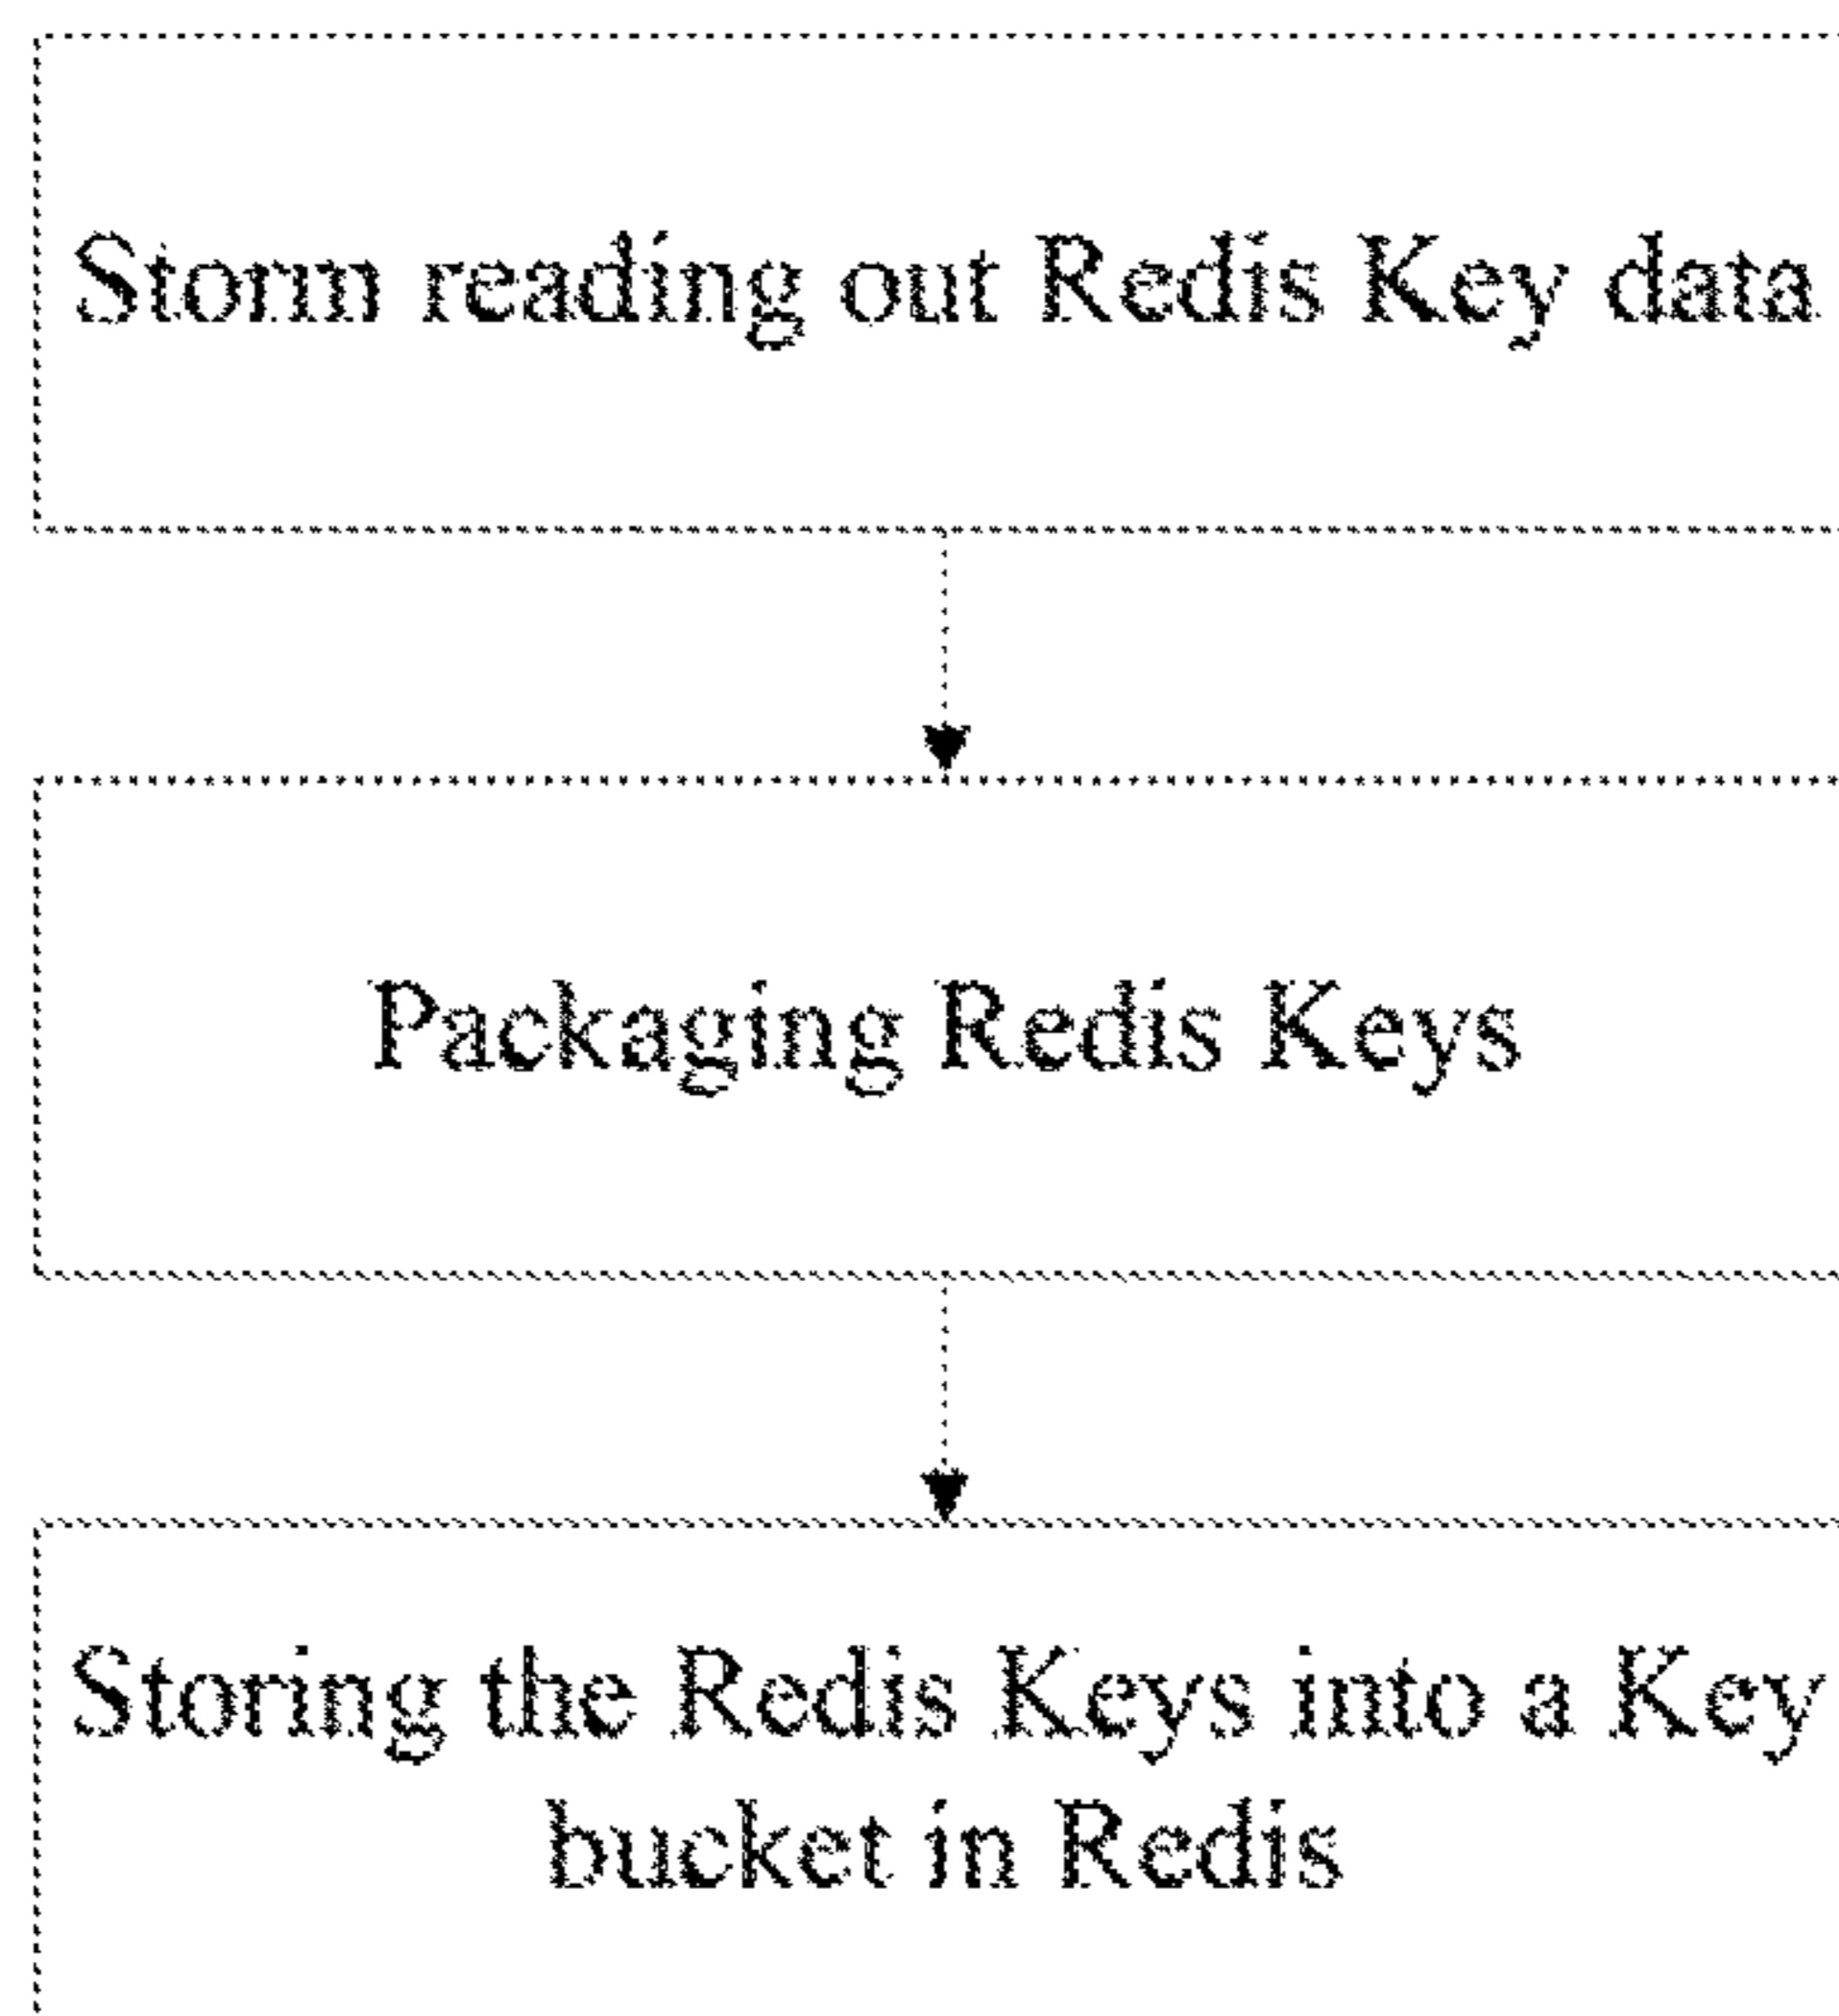 Storm reading out Redis Key data
Packaging Redis Keys
Storing the Redis Keys into a Key
bucket in Redis